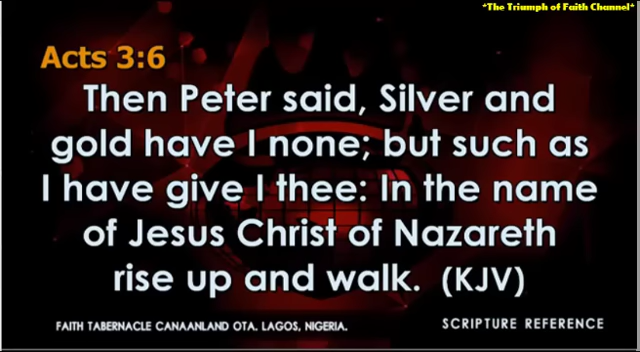 *The Triumph of Faith Channel*
Acts 3:6
Then Peter said, Silver and
gold have I none; but such as
I have give I thee: In the name
of Jesus Christ of Nazareth
rise up and walk. (KJV)
FAITH TABERNACLE CANAANLAND OTA. LAGOS, NIGERIA.
SCRIPTURE REFERENCE